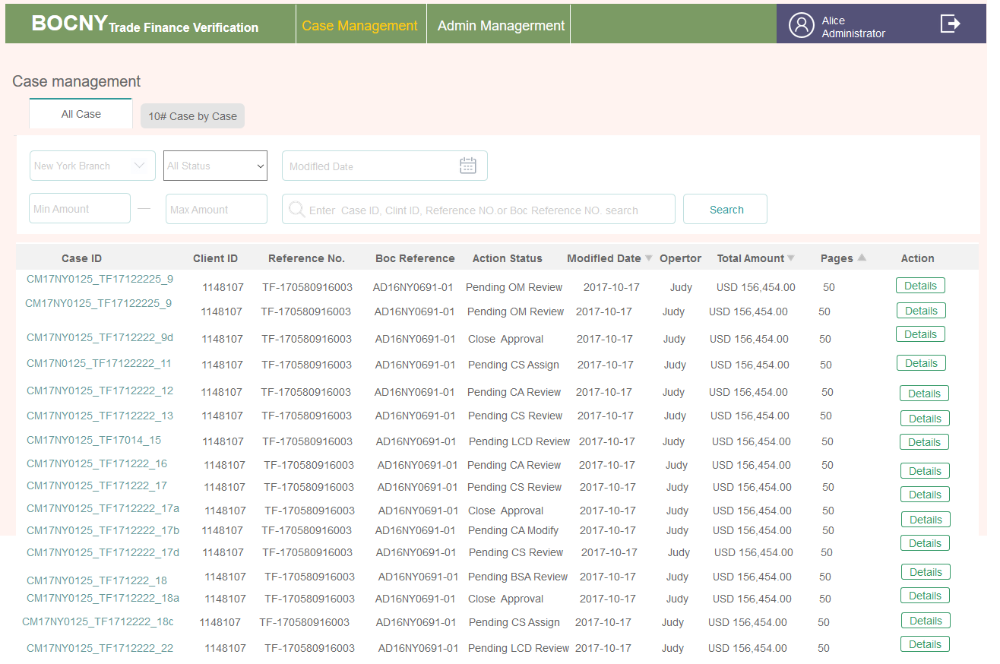 BOCNY Trade Finance Verification Case Management Admin Managerment Alice
Administrator
Case management
All Case 10# Case by Case
New York Branch All Status Modifled Date
Min Amount — Max Amount Enter Case ID, Clint ID, Reference NO.or Boc Reference NO. search Search
Case ID Client ID Reference No. Boc Reference Action Status Modifled Date Opertor Total Amount Pages Action
CM17NY0125_TF17122225_9 1148107 TF-170580916003 AD16NY0691-01 Pending OM Review 2017-10-17 Judy USD 156,454.00 50 Details
CM17NY0125_TF17122225_9 1148107 TF-170580916003 AD16NY0691-01 Pending OM Review 2017-10-17 Judy USD 156,454.00 50 Details
CM17NY0125_TF1712222_9d 1148107 TF-170580916003 AD16NY0691-01 Close Approval 2017-10-17 Judy USD 156,454.00 50 Details
CM17N0125_TF17122222_11 1148107 TF-170580916003 AD16NY0691-01 Pending CS Assign 2017-10-17 Judy USD 156,454.00 50 Details
CM17NY0125_TF1712222_12 1148107 TF-170580916003 AD16NY0691-01 Pending CA Review 2017-10-17 Judy USD 156,454.00 50 Details
CM17NY0125_TF1712222_13 1148107 TF-170580916003 AD16NY0691-01 Pending CS Review 2017-10-17 Judy USD 156,454.00 50 Details
CM17NY0125_TF17014_15 1148107 TF-170580916003 AD16NY0691-01 Pending LCD Review 2017-10-17 Judy USD 156,454.00 50 Details
CM17NY0125_TF171222_16 1148107 TF-170580916003 AD16NY0691-01 Pending CA Review 2017-10-17 Judy USD 156,454.00 50 Details
CM17NY0125_TF171222_17 1148107 TF-170580916003 AD16NY0691-01 Pending CS Review 2017-10-17 Judy USD 156,454.00 50 Details
CM17NY0125_TF1712222_17a 1148107 TF-170580916003 AD16NY0691-01 Close Approval 2017-10-17 Judy USD 156,454.00 50 Details
CM17NY0125_TF1712222_17b 1148107 TF-170580916003 AD16NY0691-01 Pending CA Modify 2017-10-17 Judy USD 156,454.00 50 Details
CM17NY0125_TF1712222_17d 1148107 TF-170580916003 AD16NY0691-01 Pending CS Review 2017-10-17 Judy USD 156,454.00 50
CM17NY0125_TF171222_18 1148107 TF-170580916003 AD16NY0691-01 Pending BSA Review 2017-10-17 Judy USD 156,454.00 50 Details
CM17NY0125_TF1712222_18a 1148107 TF-170580916003 AD16NY0691-01 Close Approval 2017-10-17 Judy USD 156,454.00 50 Details
CM17NY0125_TF1712222_18c 1148107 TF-170580916003 AD16NY0691-01 Pending CS Assign 2017-10-17 Judy USD 156,454.00 50 Details
CM17NY0125_TF1712222_22 1148107 TF-170580916003 AD16NY0691-01 Pending LCD Review 2017-10-17 Judy USD 156,454.00 50 Details